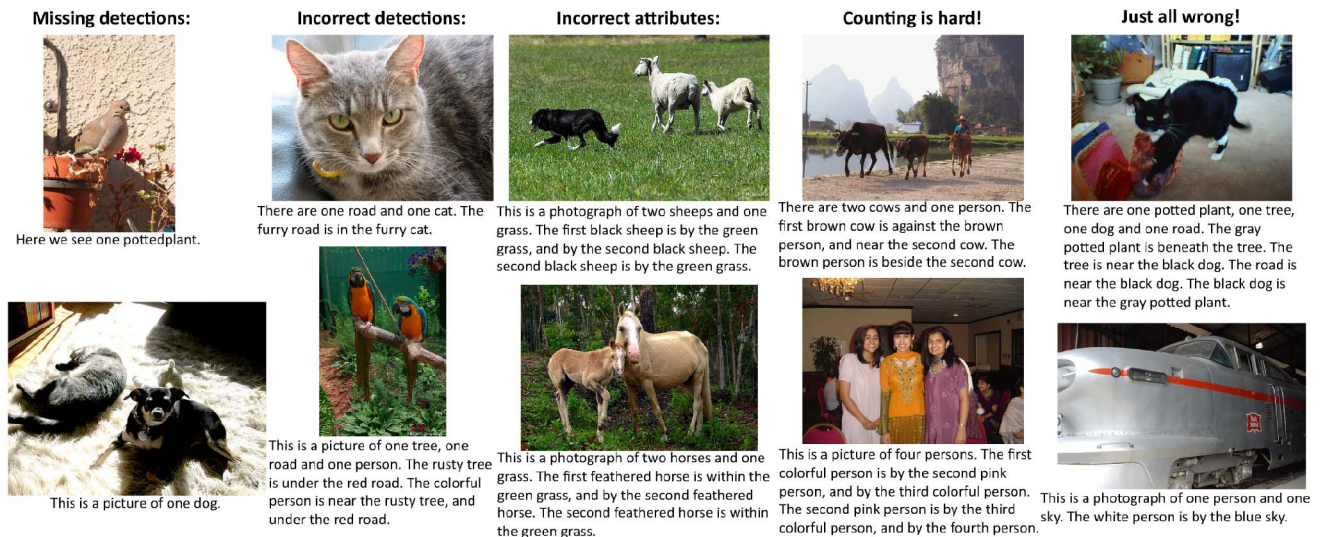 Missing detections:
Here we see one pottedplant.
This is a picture of one dog.
Incorrect detections:
There are one road and one cat. The
furry road is in the furry cat.
This is a picture of one tree, one
road and one person. The rusty tree
is under the red road. The colorful
person is near the rusty tree, and
under the red road.
Incorrect attributes:
This is a photograph of two sheeps and one
grass. The first black sheep is by the green
grass, and by the second black sheep. The
second black sheep is by the green grass.
This is a photograph of two horses and one
grass. The first feathered horse is within the
green grass, and by the second feathered
horse. The second feathered horse is within
the green grass.
Counting is hard!
There are two cows and one person. The
first brown cow is against the brown
person, and near the second cow. The
brown person is beside the second cow.
This is a picture of four persons. The first
colorful person is by the second pink
person, and by the third colorful person.
The second pink person is by the third
colorful person, and by the fourth person.
Just all wrong!
There are one potted plant, one tree,
one dog and one road. The gray
potted plant is beneath the tree. The
tree is near the black dog. The road is
near the black dog. The black dog is
near the gray potted plant.
This is a photograph of one person and one
sky. The white person is by the blue sky.